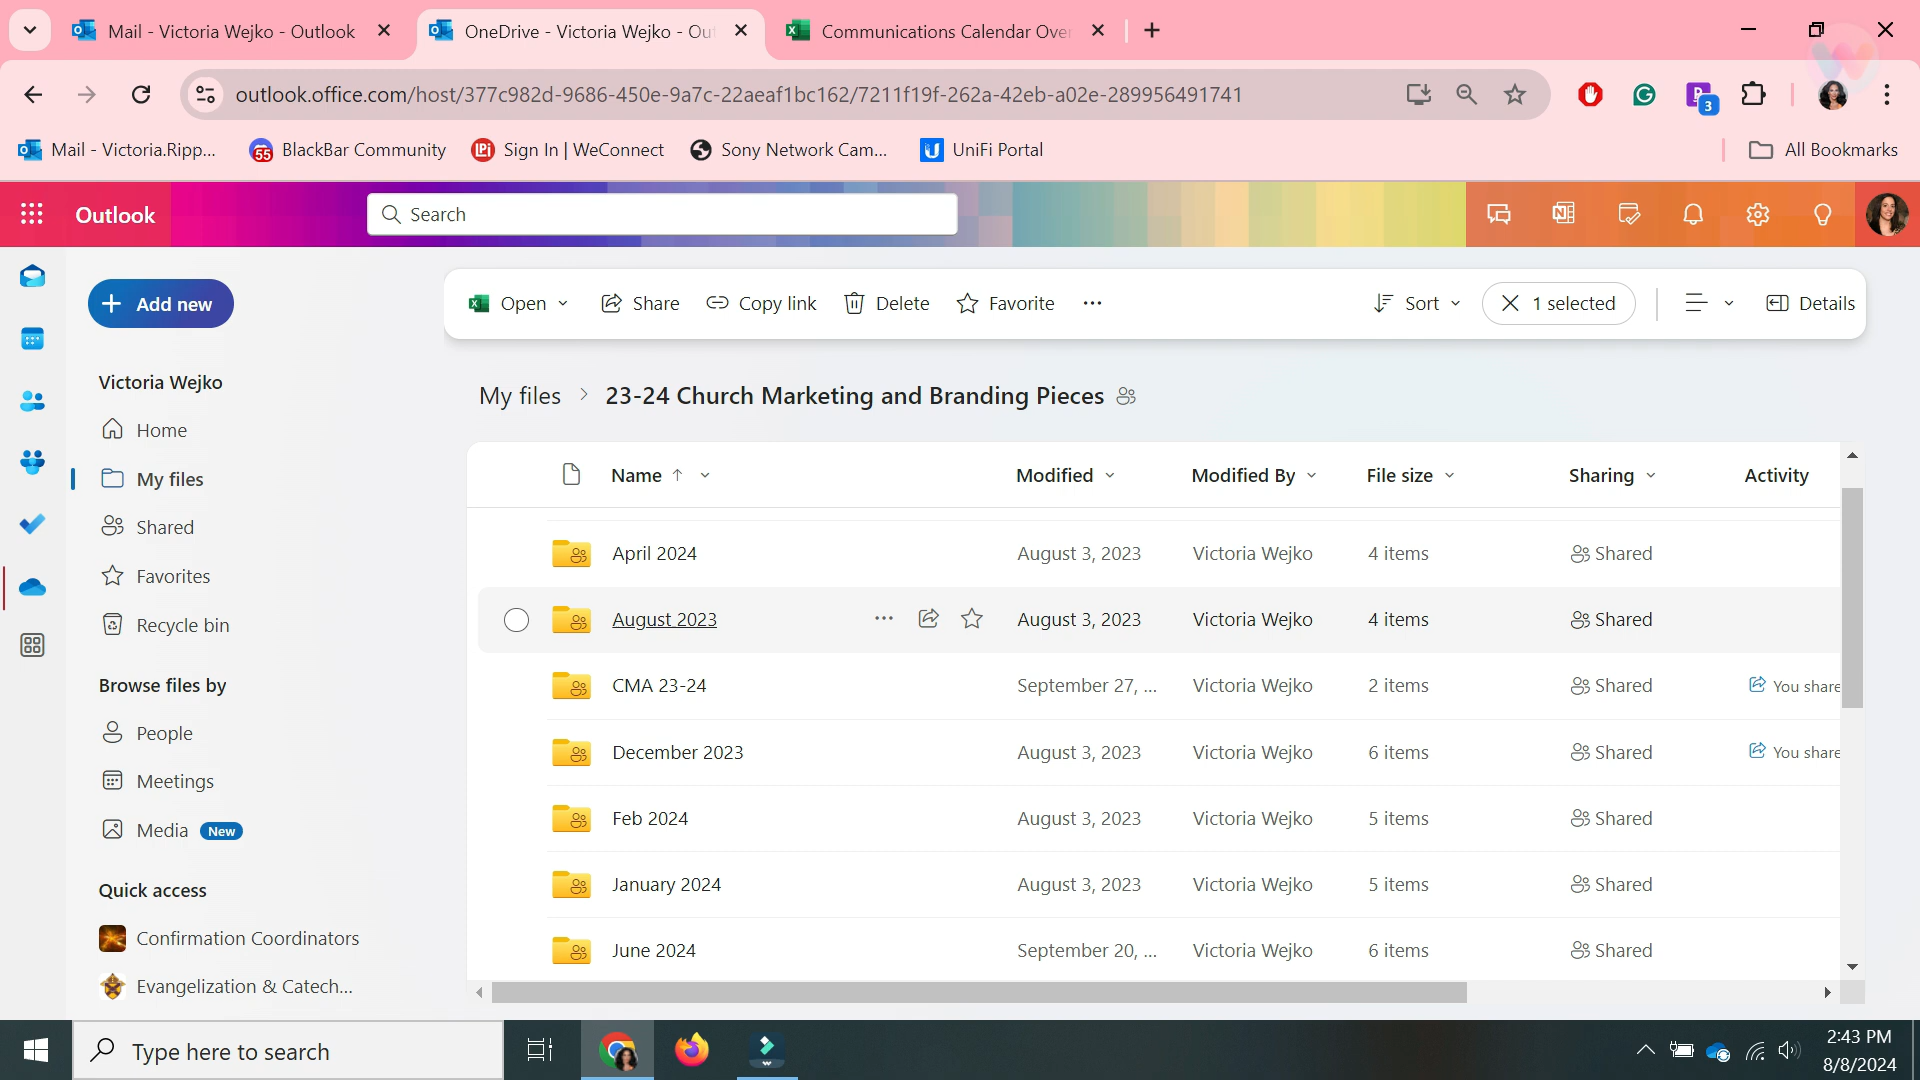 Mail - Victoria Wejko - Outlook
OneDrive - Victoria Wejko - Out
Communications Calendar Over
outlook.office.com/host/377c982d-9686-450e-9a7c-22aeaf1bc162/7211f19f-262a-42eb-a02e-289956491741
3
Mail - Victoria.Ripp...
55
BlackBar Community
LPi
Sign In | WeConnect
Sony Network Cam...
UniFi Portal
All Bookmarks
Outlook
Search
Add new
Open
Share
Copy link
Delete
Favorite
Sort
1 selected
Details
Victoria Wejko
Home
My files
Shared
Favorites
Recycle bin
Browse files by
People
Meetings
Media New
Quick access
Confirmation Coordinators
Evangelization & Catech...
My files > 23-24 Church Marketing and Branding Pieces
Name Modified Modified By File size Sharing Activity
April 2024 August 3, 2023 Victoria Wejko 4 items Shared
August 2023 August 3, 2023 Victoria Wejko 4 items Shared
CMA 23-24 September 27, ... Victoria Wejko 2 items Shared You share
December 2023 August 3, 2023 Victoria Wejko 6 items Shared You share
Feb 2024 August 3, 2023 Victoria Wejko 5 items Shared
January 2024 August 3, 2023 Victoria Wejko 5 items Shared
June 2024 September 20, ... Victoria Wejko 6 items Shared
Type here to search
2:43 PM
8/8/2024